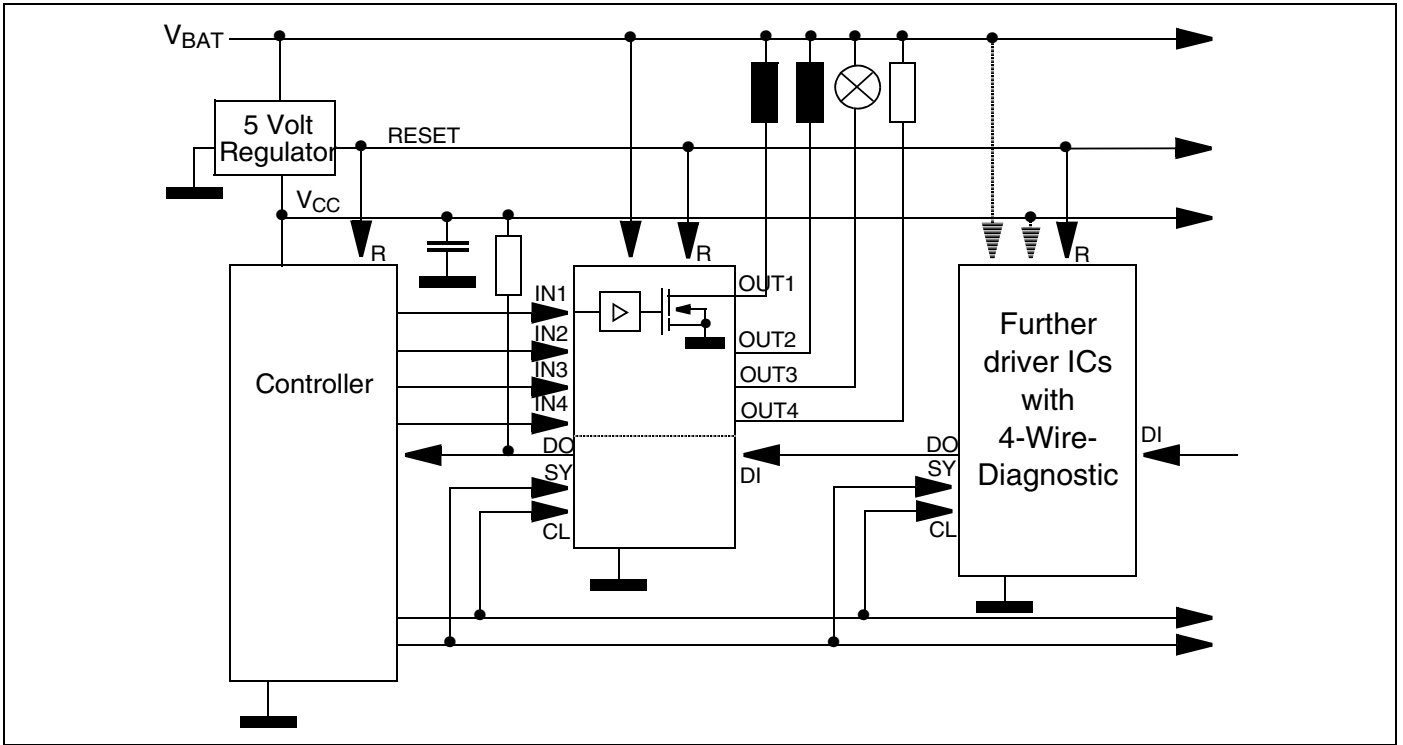 VBAT
5 Volt
Regulator
RESET
VCC
R
R
R
IN1
OUT1
IN2
OUT2
IN3
OUT3
IN4
OUT4
Controller
Further
driver ICs
with
4-Wire-
Diagnostic
DO
DI
SY
CL
DO
DI
SY
CL